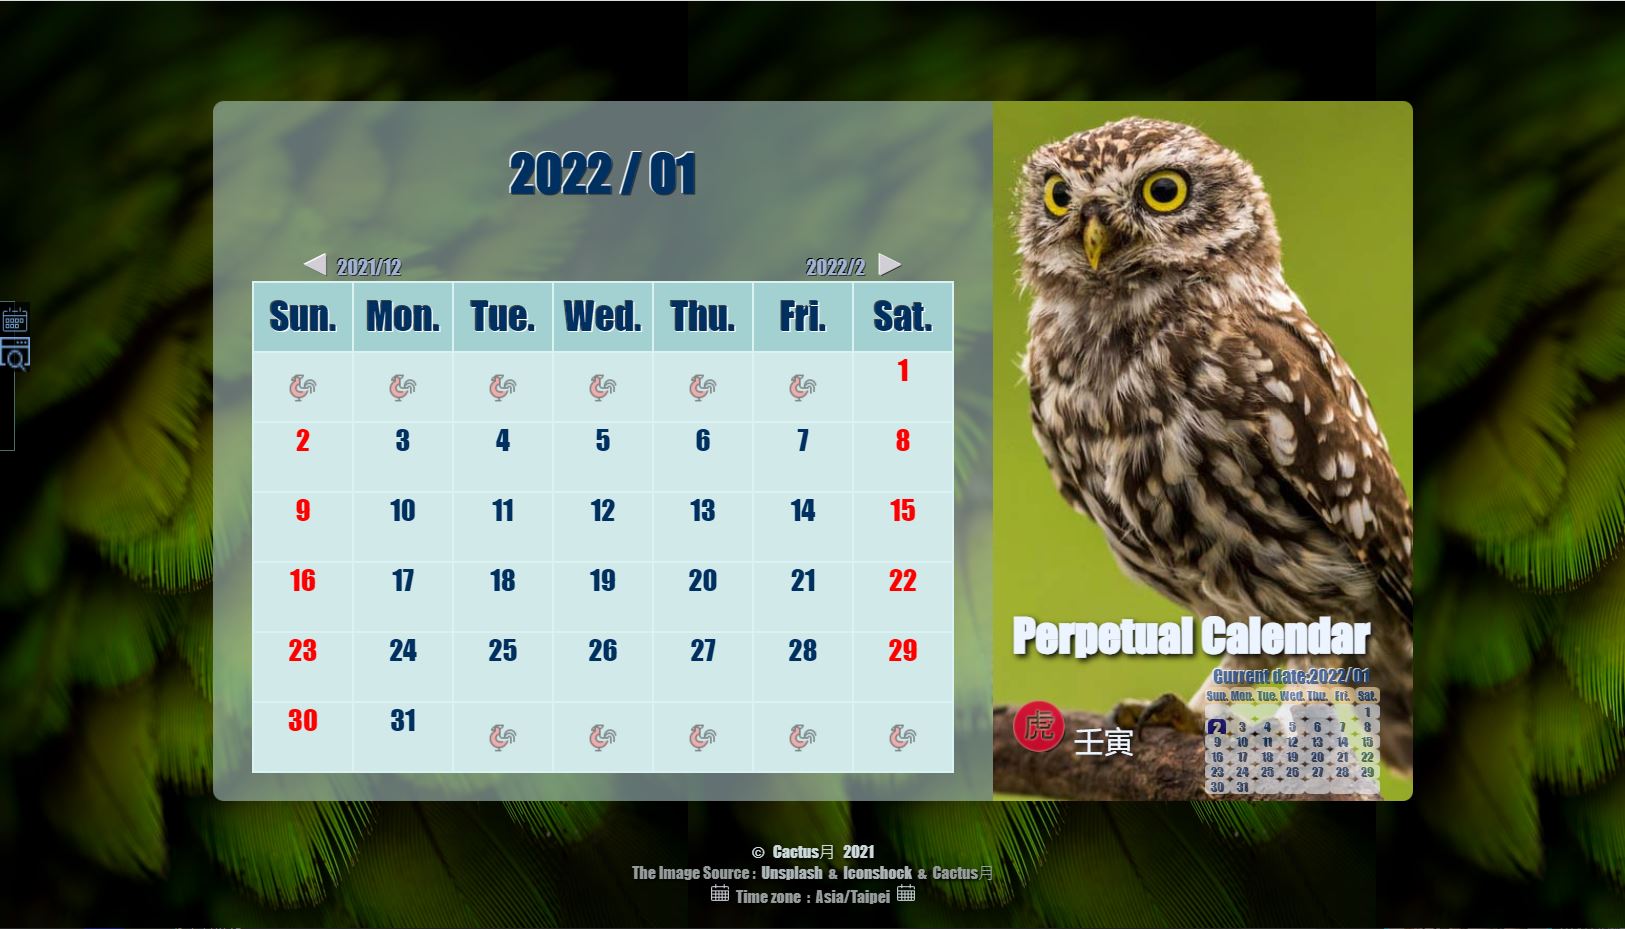 2022 / 01
2021/12 2022/2
Sun. Mon. Tue. Wed. Thu. Fri. Sat.
1
2 3 4 5 6 7 8
9 10 11 12 13 14 15
16 17 18 19 20 21 22
23 24 25 26 27 28 29
30 31
Perpetual Calendar
Current date:2022/01
Sun. Mon. Tue. Wed. Thu. Fri. Sat.
1
2 3 4 5 6 7 8
9 10 11 12 13 14 15
16 17 18 19 20 21 22
23 24 25 26 27 28 29
30 31
虎 壬寅
© Cactus月 2021
The Image Source : Unsplash & Iconshock & Cactus月
Time zone : Asia/Taipei